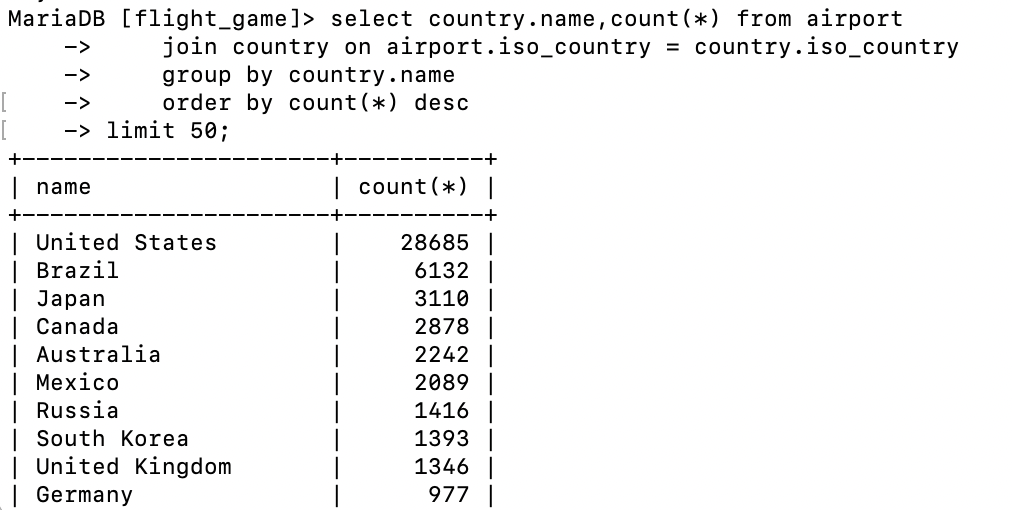 MariaDB [flight_game]> select country.name,count(*) from airport
    ->     join country on airport.iso_country = country.iso_country
    ->     group by country.name
[    ->     order by count(*) desc
[    -> limit 50;
+----------------------+----------+
| name                 | count(*) |
+----------------------+----------+
| United States        |    28685 |
| Brazil               |     6132 |
| Japan                |     3110 |
| Canada               |     2878 |
| Australia            |     2242 |
| Mexico               |     2089 |
| Russia               |     1416 |
| South Korea          |     1393 |
| United Kingdom       |     1346 |
| Germany              |      977 |